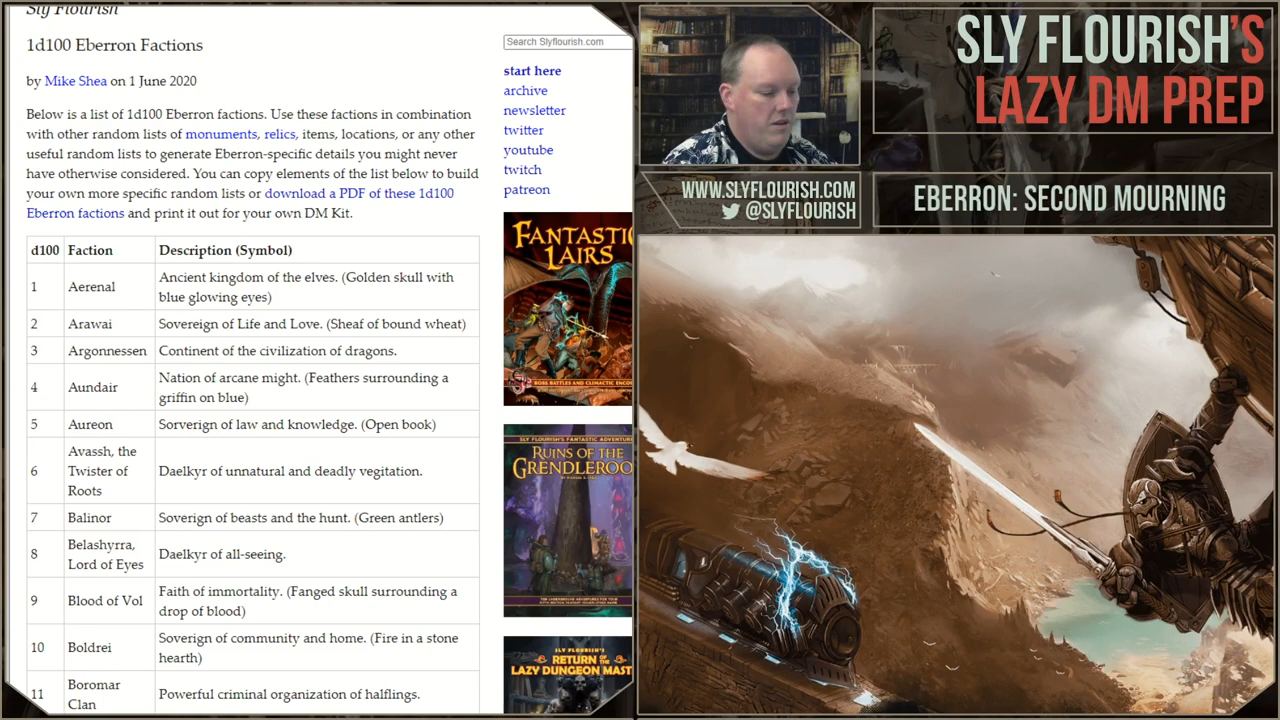 Sly Flourish
1d100 Eberron Factions
by Mike Shea on 1 June 2020
Below is a list of 1d100 Eberron factions. Use these factions in combination
with other random lists of monuments, relics, items, locations, or any other
useful random lists to generate Eberron-specific details you might never
have otherwise considered. You can copy elements of the list below to build
your own more specific random lists or download a PDF of these 1d100
Eberron factions and print it out for your own DM Kit.
d100 Faction Description (Symbol)
1 Aerenal Ancient kingdom of the elves. (Golden skull with
blue glowing eyes)
2 Arawai Sovereign of Life and Love. (Sheaf of bound wheat)
3 Argonnessen Continent of the civilization of dragons.
4 Aundair Nation of arcane might. (Feathers surrounding a
griffin on blue)
5 Aureon Sorverign of law and knowledge. (Open book)
6 Avassh, the
Twister of
Roots
Daelkyr of unnatural and deadly vegitation.
7 Balinor Soverign of beasts and the hunt. (Green antlers)
8 Belashyrra,
Lord of Eyes
Daelkyr of all-seeing.
9 Blood of Vol Faith of immortality. (Fanged skull surrounding a
drop of blood)
10 Boldrei Soverign of community and home. (Fire in a stone
hearth)
11 Boromar
Clan
Powerful criminal organization of halflings.
Search Slyflourish.com
start here
archive
newsletter
twitter
youtube
twitch
patreon
FANTASTIC
LAIRS
SLY FLOURISH'S FANTASTIC ADVENTUR
RUINS OF THE
GRENDLEROO
SLY FLOURISH'S
RETURN OF THE
LAZY DUNGEON MAST
WWW.SLYFLOURISH.COM
@SLYFLOURISH
SLY FLOURISH'S
LAZY DM PREP
EBERRON: SECOND MOURNING